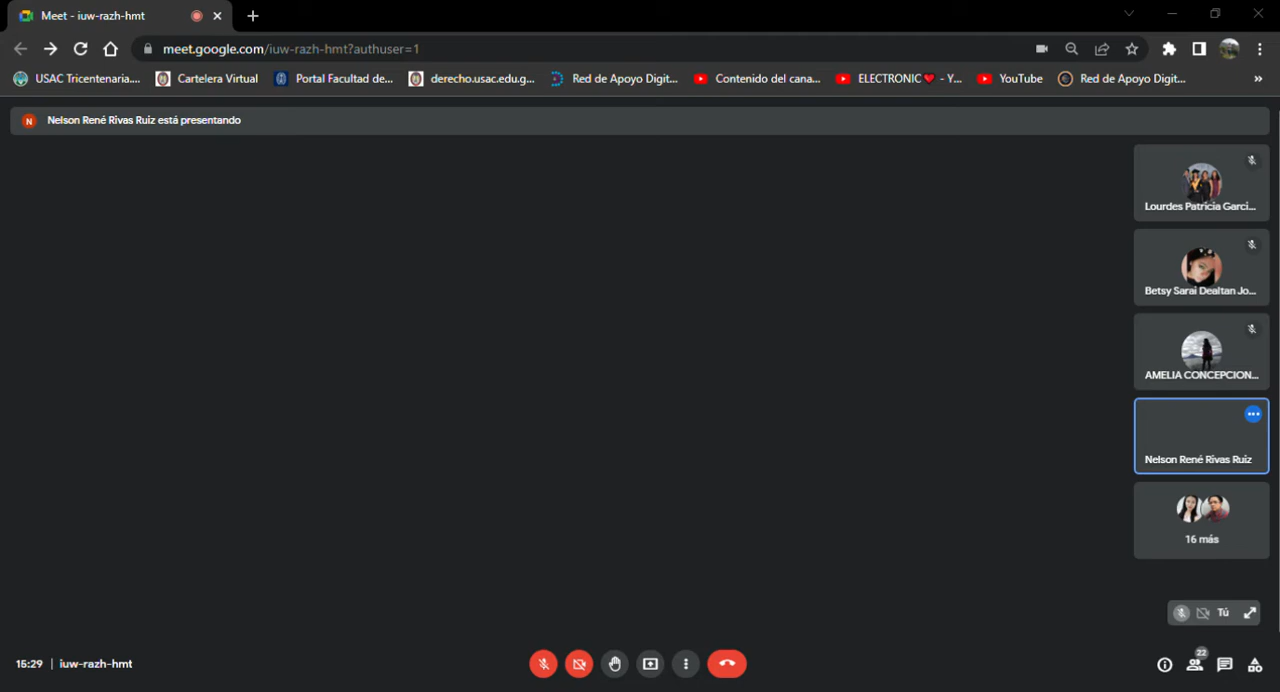 Meet - iuw-razh-hmt
meet.google.com/iuw-razh-hmt?authuser=1
USAC Tricentenaria.... Cartelera Virtual Portal Facultad de... derecho.usac.edu.g... Red de Apoyo Digit... Contenido del cana... ELECTRONIC❤ - Y... YouTube Red de Apoyo Digit... »
N Nelson René Rivas Ruiz está presentando
Lourdes Patricia Garci...
Betsy Sarai Dealtan Jo...
AMELIA CONCEPCION...
Nelson René Rivas Ruiz
16 más
Tú
15:29 | iuw-razh-hmt
22